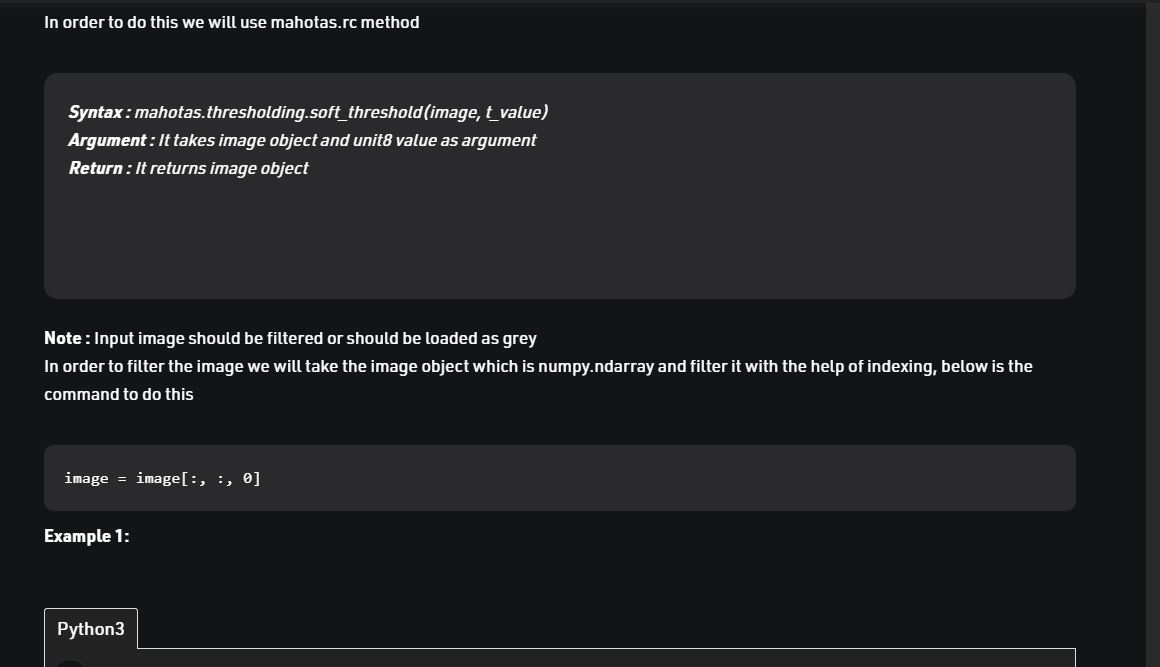 In order to do this we will use mahotas.rc method
Syntax : mahotas.thresholding.soft_threshold(image, t_value)
Argument : It takes image object and unit8 value as argument
Return : It returns image object
Note : Input image should be filtered or should be loaded as grey
In order to filter the image we will take the image object which is numpy.ndarray and filter it with the help of indexing, below is the
command to do this
image = image[:, :, 0]
Example 1:
Python3